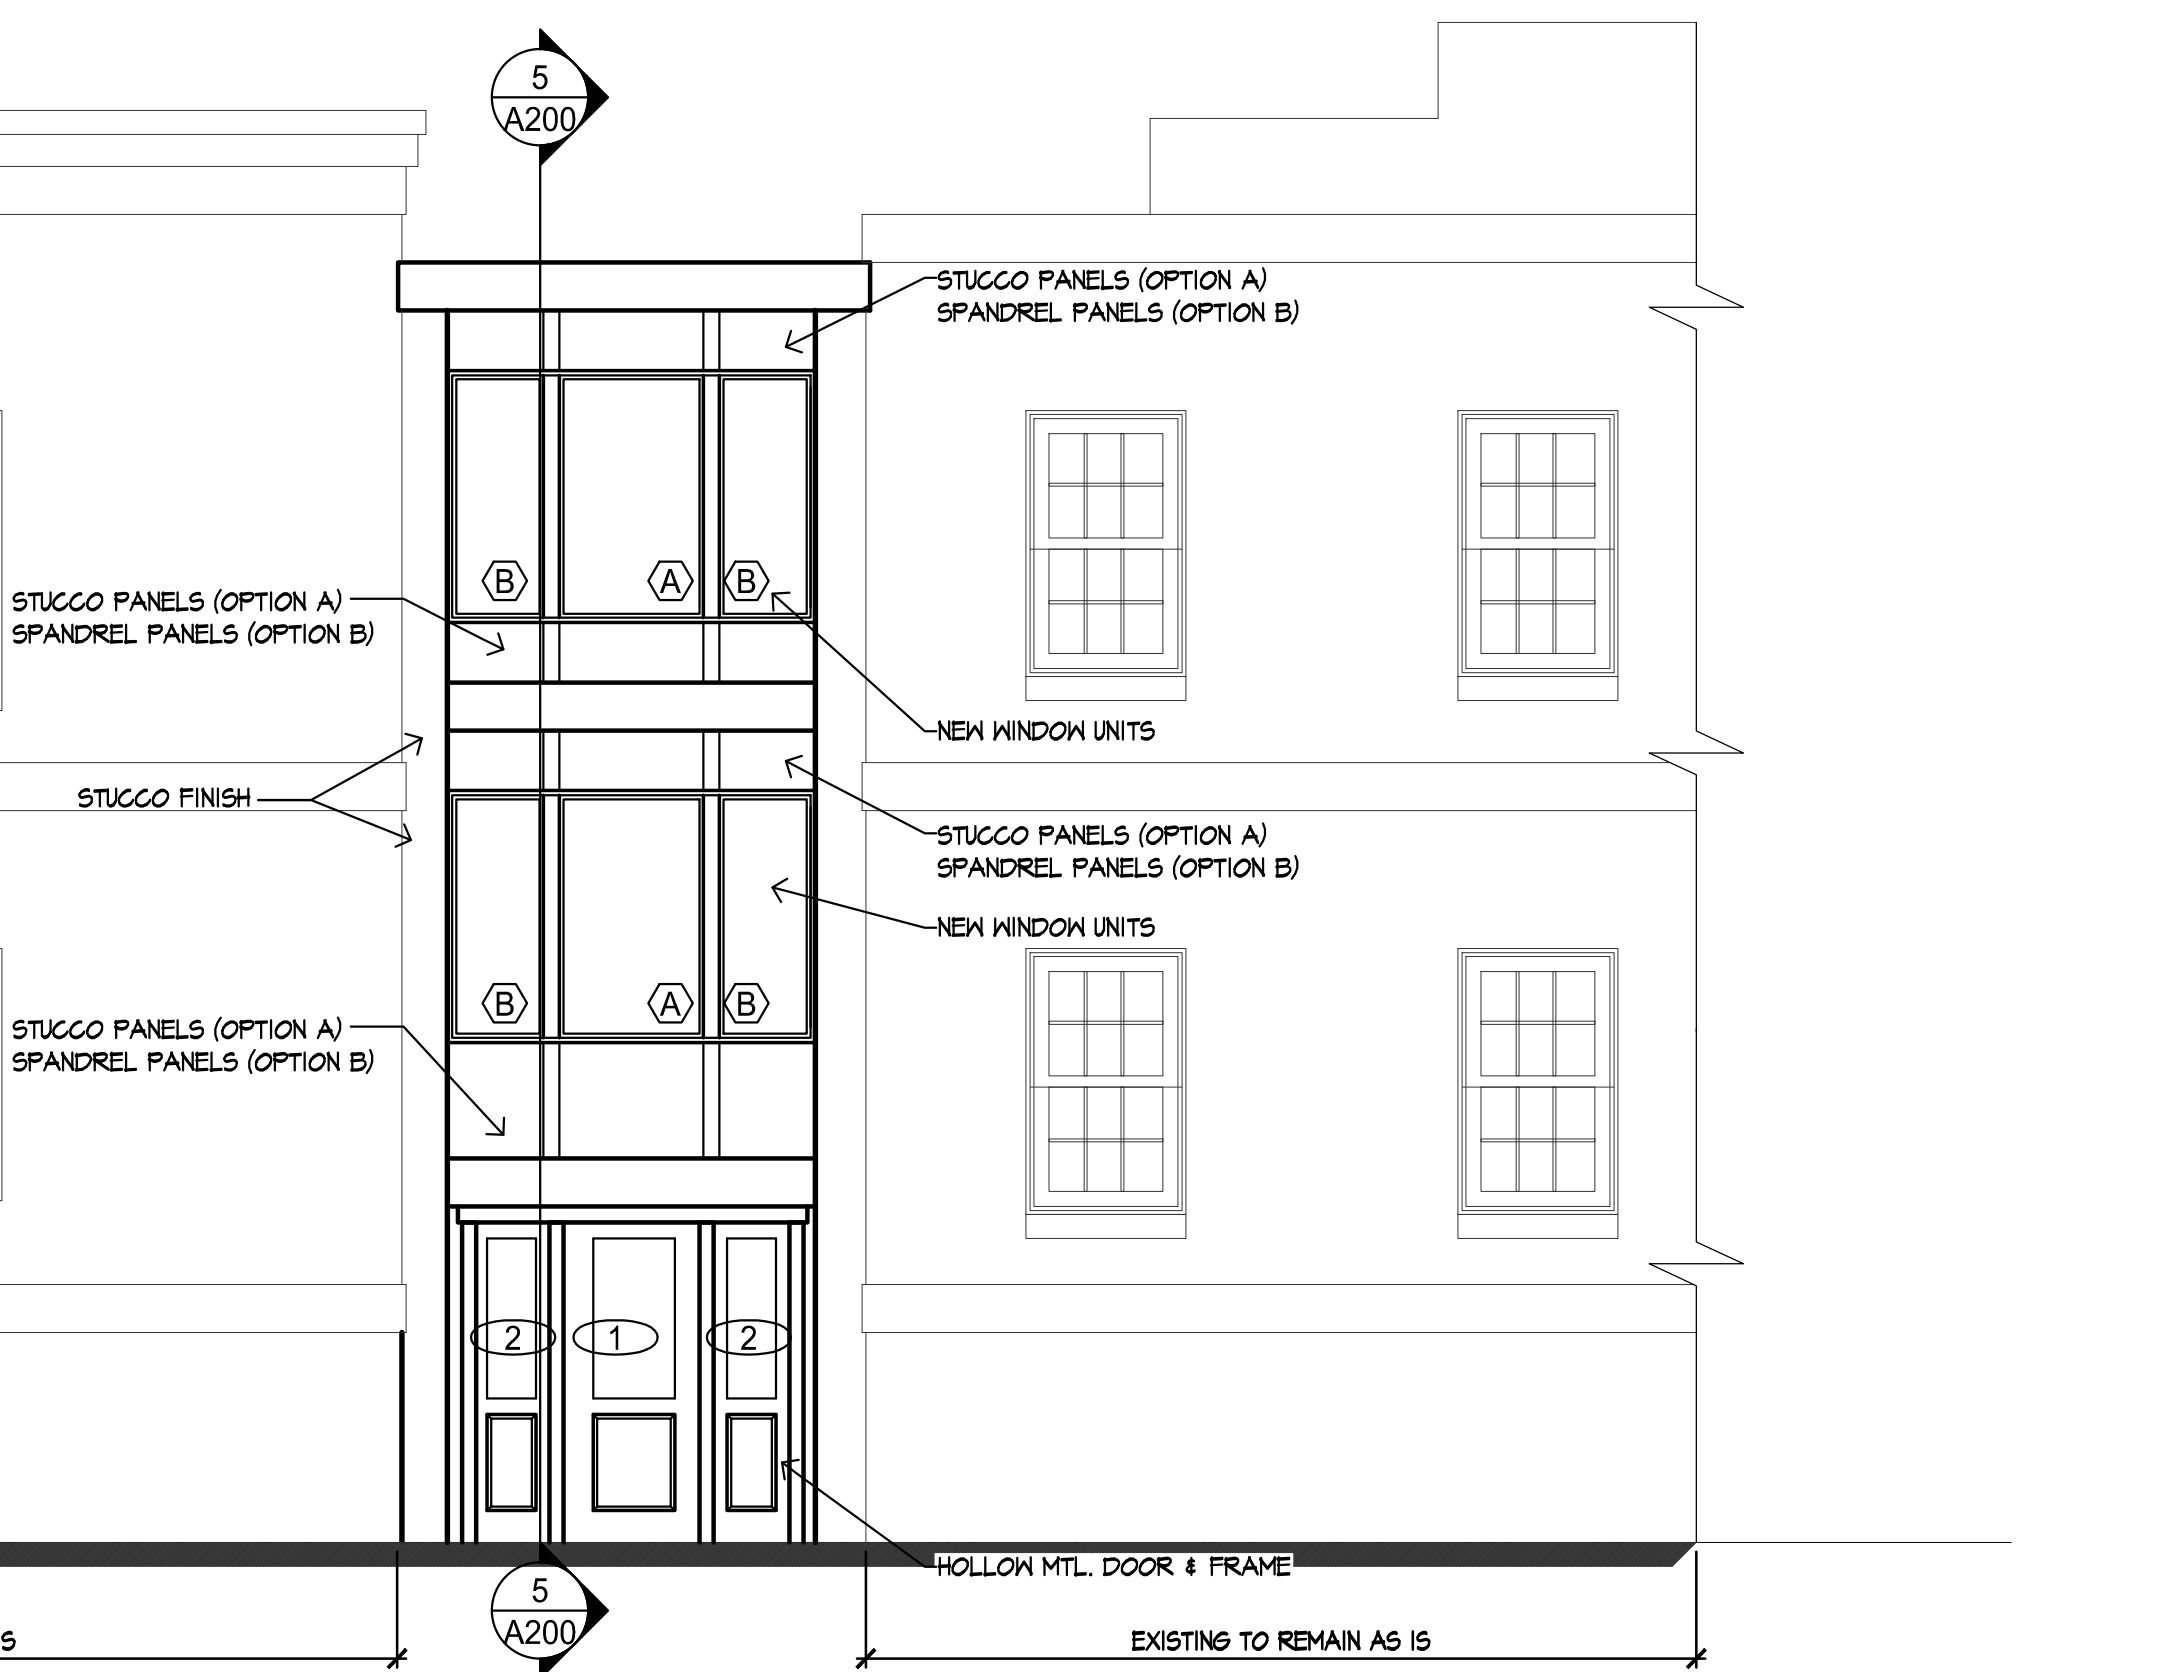 5
A200
STUCCO PANELS (OPTION A)
SPANDREL PANELS (OPTION B)
B
A
B
STUCCO PANELS (OPTION A)
SPANDREL PANELS (OPTION B)
NEW WINDOW UNITS
STUCCO FINISH
STUCCO PANELS (OPTION A)
SPANDREL PANELS (OPTION B)
NEW WINDOW UNITS
B
A
B
STUCCO PANELS (OPTION A)
SPANDREL PANELS (OPTION B)
2
1
2
HOLLOW MTL. DOOR & FRAME
5
A200
S
EXISTING TO REMAIN AS IS